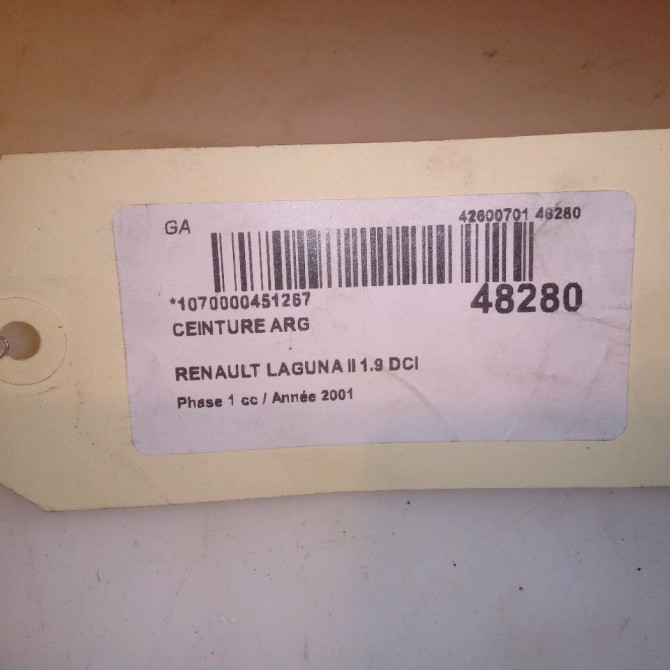 GA
42600701 48280
*1070000451267
48280
CEINTURE ARG
RENAULT LAGUNA II 1.9 DCI
Phase 1 cc / Année 2001